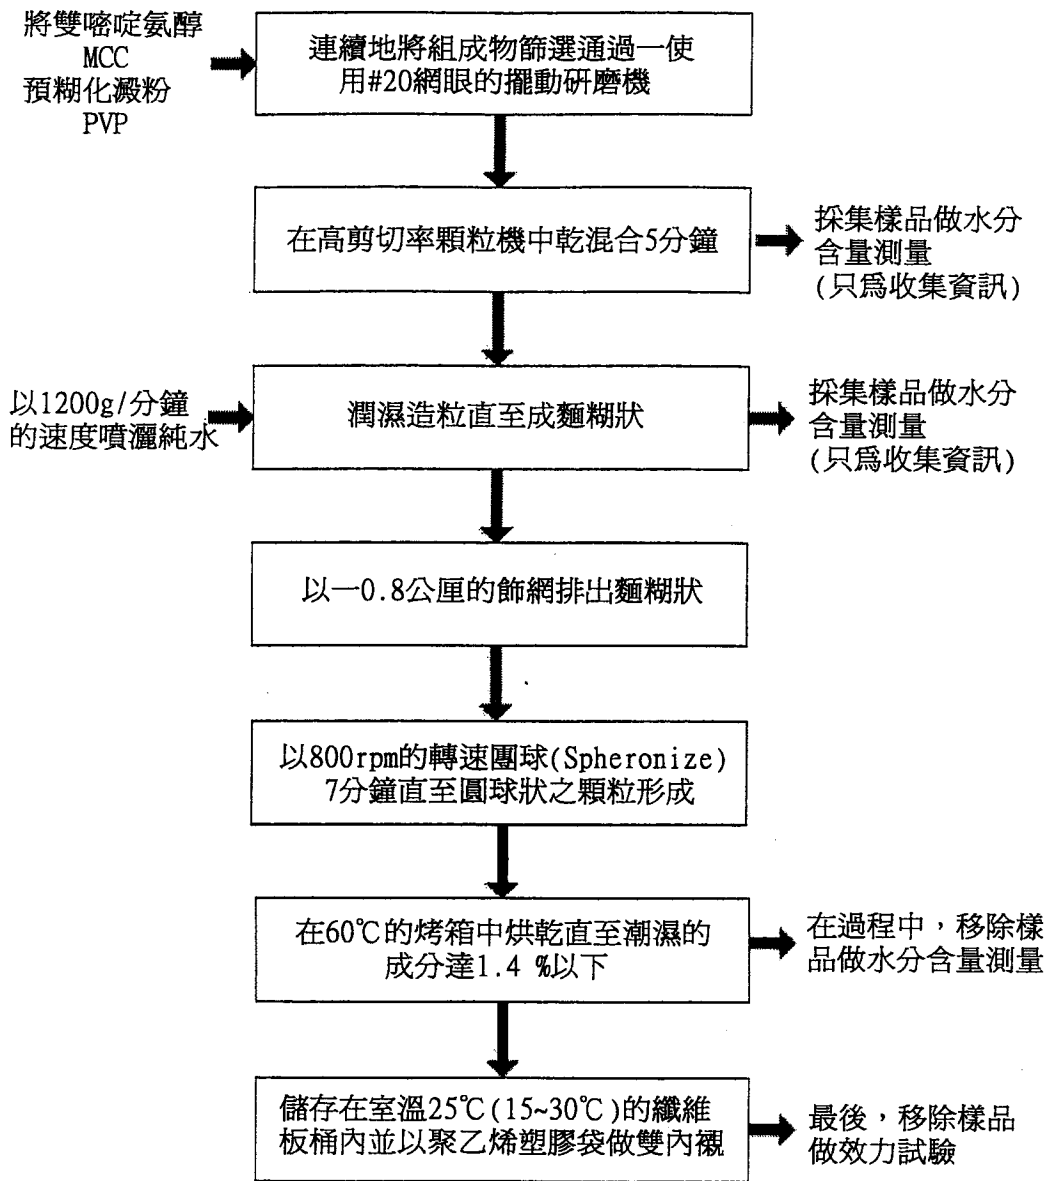 將雙嘧啶氨醇
MCC
預糊化澱粉
PVP
連續地將組成物篩選通過一使
用#20網眼的擺動研磨機
在高剪切率顆粒機中乾混合5分鐘
採集樣品做水分
含量測量
(只爲收集資訊)
以1200g/分鐘
的速度噴灑純水
潤濕造粒直至成麵糊狀
採集樣品做水分
含量測量
(只爲收集資訊)
以一0.8公厘的篩網排出麵糊狀
以800rpm的轉速團球(Spheronize)
7分鐘直至圓球狀之顆粒形成
在60℃的烤箱中烘乾直至潮濕的
成分達1.4 %以下
在過程中，移除樣
品做水分含量測量
儲存在室溫25℃(15~30℃)的纖維
板桶內並以聚乙烯塑膠袋做雙內襯
最後，移除樣品
做效力試驗